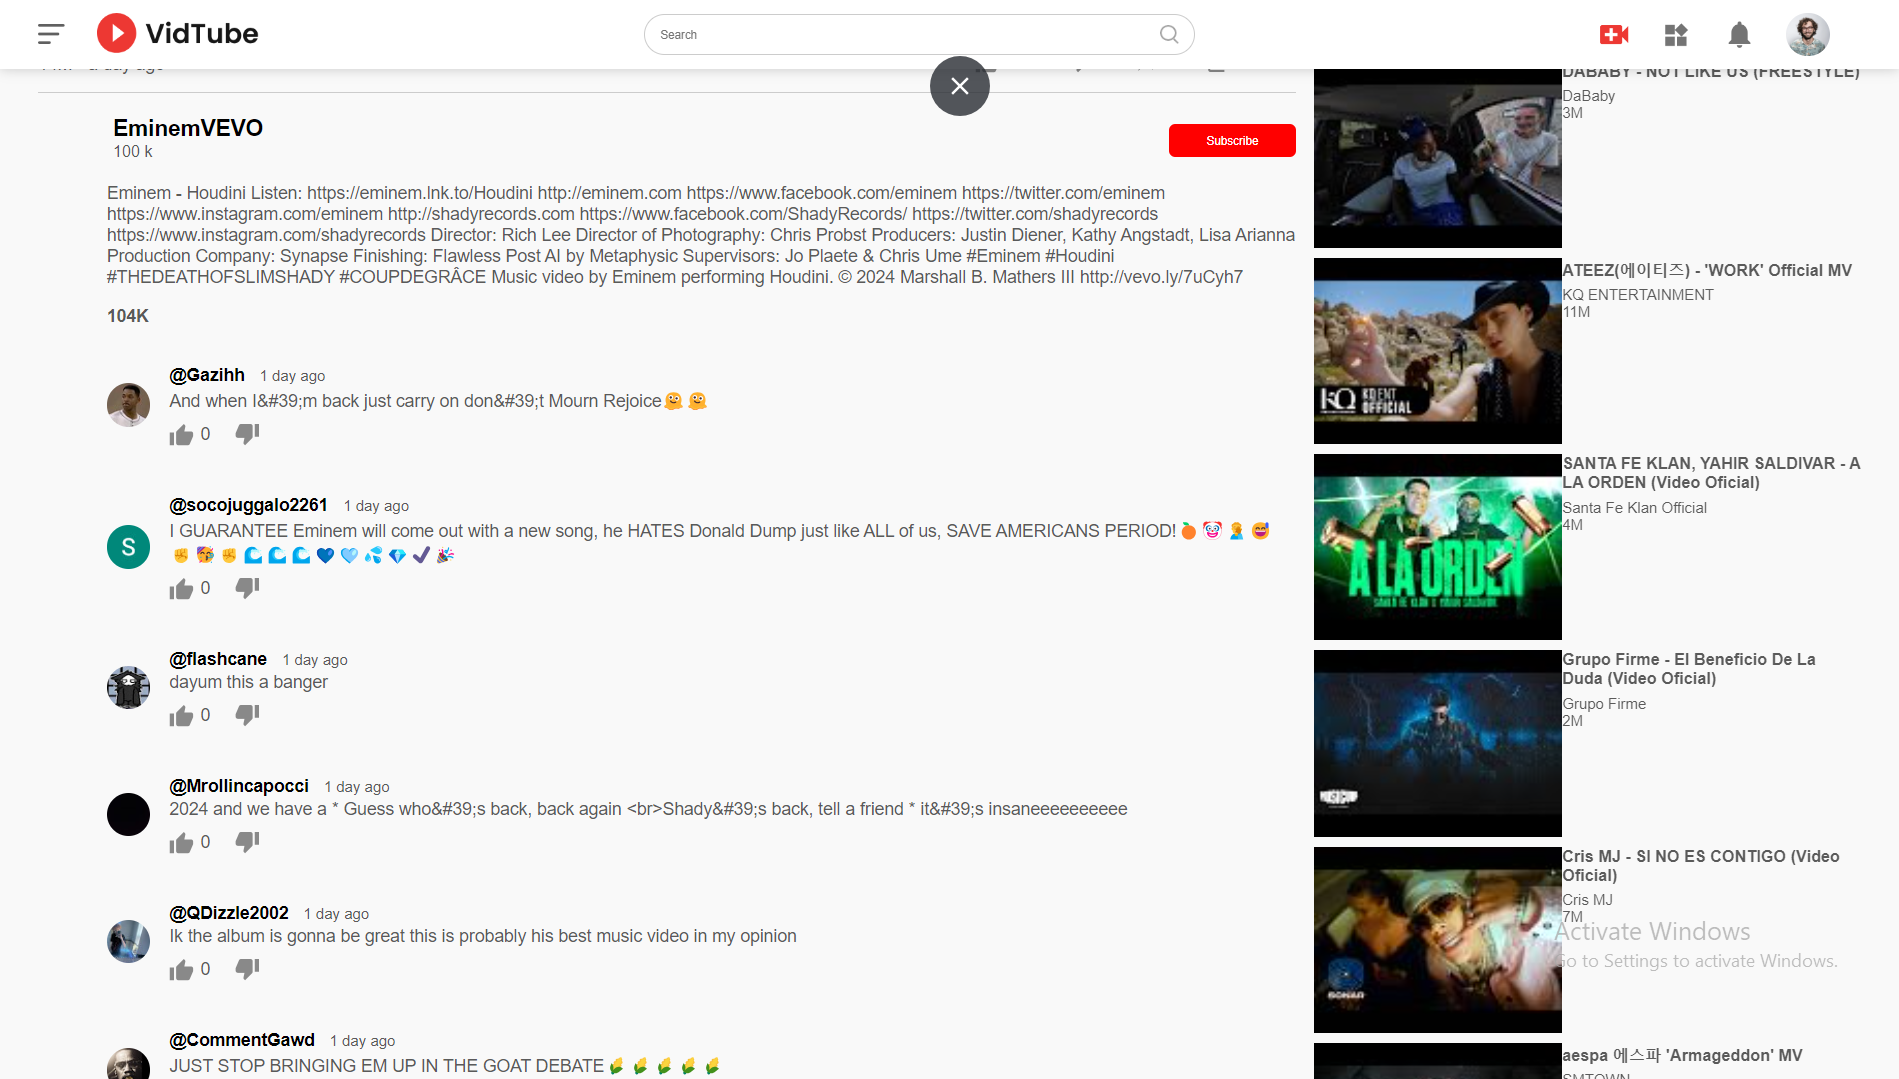 VidTube
Search
EminemVEVO
100 k
Subscribe
Eminem - Houdini Listen: https://eminem.lnk.to/Houdini http://eminem.com https://www.facebook.com/eminem https://twitter.com/eminem
https://www.instagram.com/eminem http://shadyrecords.com https://www.facebook.com/ShadyRecords/ https://twitter.com/shadyrecords
https://www.instagram.com/shadyrecords Director: Rich Lee Director of Photography: Chris Probst Producers: Justin Diener, Kathy Angstadt, Lisa Arianna
Production Company: Synapse Finishing: Flawless Post AI by Metaphysic Supervisors: Jo Plaete & Chris Ume #Eminem #Houdini
#THEDEATHOFSLIMSHADY #COUPDEGRÂCE Music video by Eminem performing Houdini. © 2024 Marshall B. Mathers III http://vevo.ly/7uCyh7
104K
@Gazihh 1 day ago
And when I&#39;m back just carry on don&#39;t Mourn Rejoice🤗 🤗
0
@socojuggalo2261 1 day ago
S
I GUARANTEE Eminem will come out with a new song, he HATES Donald Dump just like ALL of us, SAVE AMERICANS PERIOD!🍊 🤡 🤦 😅
✊ 🥳 ✊ 🌊 🌊 🌊 💙 🩵 💦 💎 ✔ 🎉
0
@flashcane 1 day ago
dayum this a banger
0
@Mrollincapocci 1 day ago
2024 and we have a * Guess who&#39;s back, back again <br>Shady&#39;s back, tell a friend * it&#39;s insaneeeeeeeeee
0
@QDizzle2002 1 day ago
Ik the album is gonna be great this is probably his best music video in my opinion
0
@CommentGawd 1 day ago
JUST STOP BRINGING EM UP IN THE GOAT DEBATE🌽 🌽 🌽 🌽 🌽
DABABY - NOT LIKE US (FREESTYLE)
DaBaby
3M
ATEEZ(에이티즈) - 'WORK' Official MV
KQ ENTERTAINMENT
11M
KQ ENT
OFFICIAL
SANTA FE KLAN, YAHIR SALDIVAR - A
LA ORDEN (Video Oficial)
Santa Fe Klan Official
4M
A LA ORDEN
SANTA FE KLAN X YAHIR SALDIVAR
Grupo Firme - El Beneficio De La
Duda (Video Oficial)
Grupo Firme
2M
Cris MJ - SI NO ES CONTIGO (Video
Oficial)
Cris MJ
7M
SONAR
Activate Windows
Go to Settings to activate Windows.
aespa 에스파 'Armageddon' MV
SMTOWN